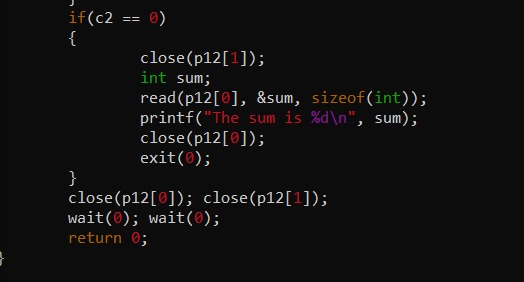 }
if(c2 == 0)
{
close(p12[1]);
int sum;
read(p12[0], &sum, sizeof(int));
printf("The sum is %d\n", sum);
close(p12[0]);
exit(0);
}
close(p12[0]); close(p12[1]);
wait(0); wait(0);
return 0;
}